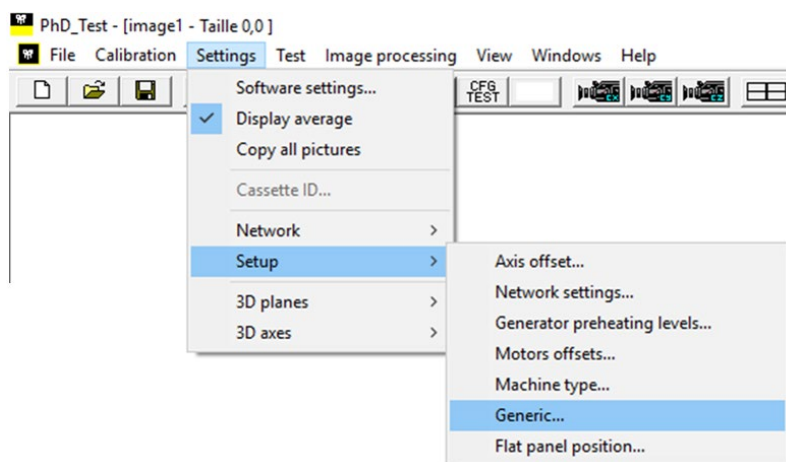 PhD_Test - [image1 - Taille 0,0 ]
File Calibration Settings Test Image processing View Windows Help
CFG TEST
Software settings...
Display average
Copy all pictures
Cassette ID...
Network
Setup
3D planes
3D axes
Axis offset...
Network settings...
Generator preheating levels...
Motors offsets...
Machine type...
Generic...
Flat panel position...